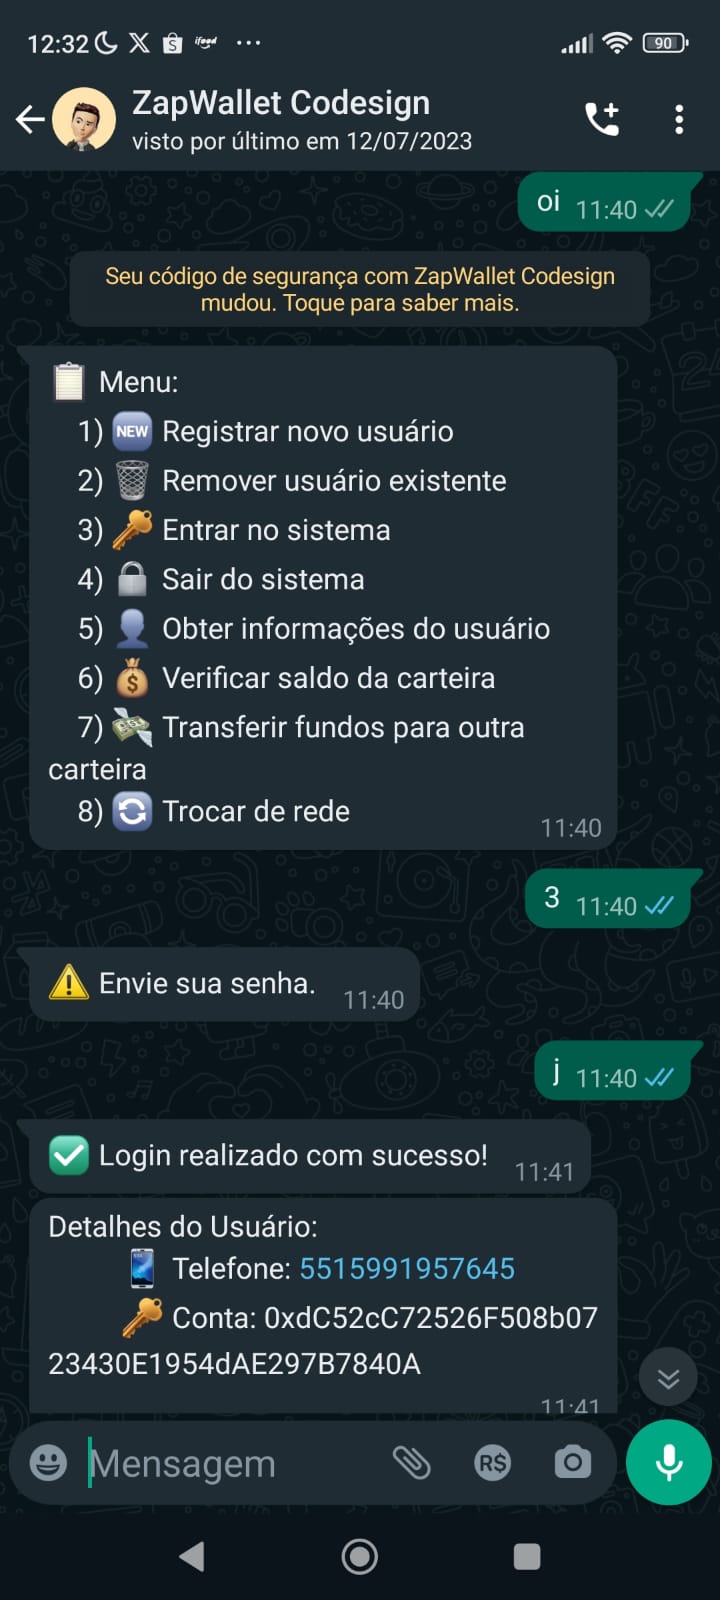 12:32
ifood
90
ZapWallet Codesign
visto por último em 12/07/2023
oi 11:40
Seu código de segurança com ZapWallet Codesign
mudou. Toque para saber mais.
Menu:
1) NEW Registrar novo usuário
2) Remover usuário existente
3) Entrar no sistema
4) Sair do sistema
5) Obter informações do usuário
6) Verificar saldo da carteira
7) Transferir fundos para outra
carteira
8) Trocar de rede
11:40
3 11:40
Envie sua senha. 11:40
j 11:40
Login realizado com sucesso! 11:41
Detalhes do Usuário:
Telefone: 5515991957645
Conta: 0xdC52cC72526F508b07
23430E1954dAE297B7840A
11:41
Mensagem
R$